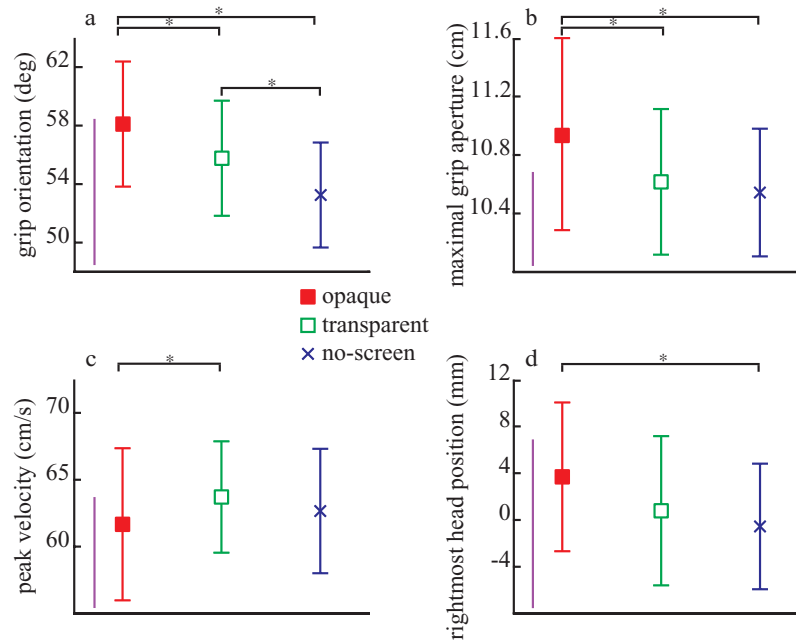 a
*
*
*
grip orientation (deg)
62
58
54
50
b
*
*
maximal grip aperture (cm)
11.6
11.2
10.8
10.4
opaque
transparent
no-screen
c
*
peak velocity (cm/s)
70
65
60
d
*
rightmost head position (mm)
12
8
4
0
-4